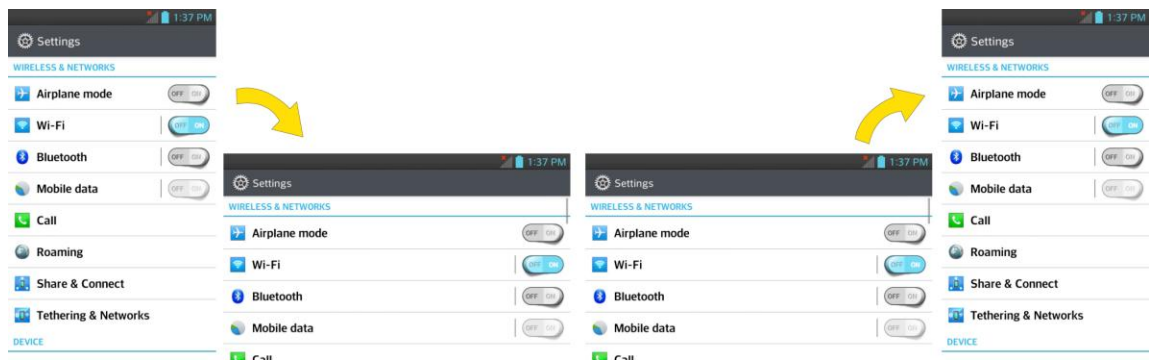 1:37 PM
Settings
WIRELESS & NETWORKS
Airplane mode OFF ON
Wi-Fi OFF ON
Bluetooth OFF ON
Mobile data OFF ON
Call
Roaming
Share & Connect
Tethering & Networks
DEVICE
1:37 PM
Settings
WIRELESS & NETWORKS
Airplane mode OFF ON
Wi-Fi OFF ON
Bluetooth OFF ON
Mobile data OFF ON
Call
1:37 PM
Settings
WIRELESS & NETWORKS
Airplane mode OFF ON
Wi-Fi OFF ON
Bluetooth OFF ON
Mobile data OFF ON
Call
1:37 PM
Settings
WIRELESS & NETWORKS
Airplane mode OFF ON
Wi-Fi OFF ON
Bluetooth OFF ON
Mobile data OFF ON
Call
Roaming
Share & Connect
Tethering & Networks
DEVICE